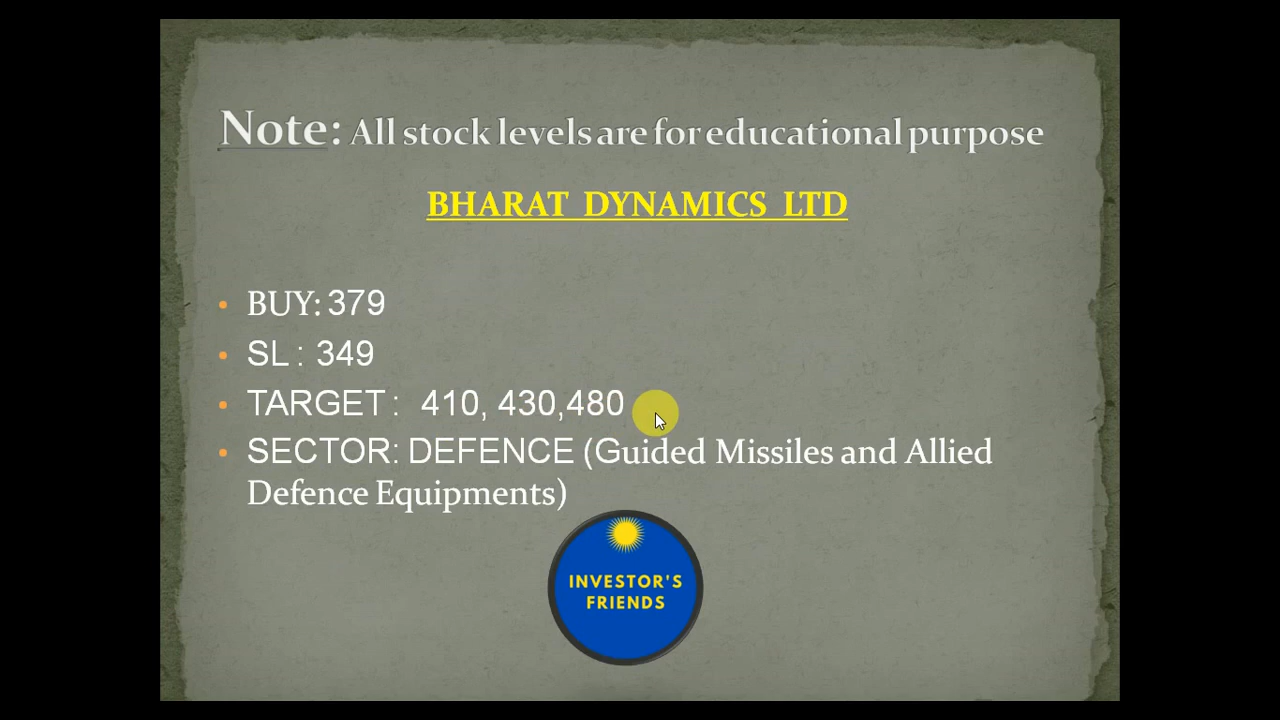 Note: All stock levels are for educational purpose
BHARAT DYNAMICS LTD
• BUY: 379
• SL : 349
• TARGET : 410, 430,480
• SECTOR: DEFENCE (Guided Missiles and Allied
Defence Equipments)
INVESTOR'S
FRIENDS